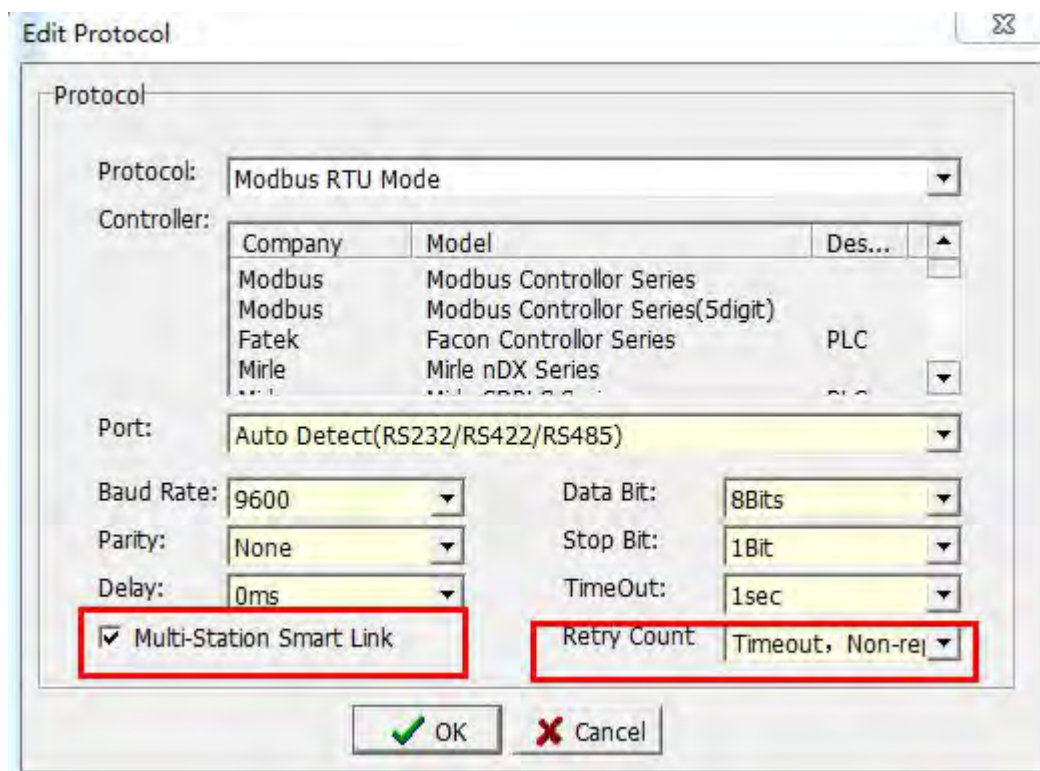 Edit Protocol
Protocol
Protocol: Modbus RTU Mode
Controller:
Company Model Des...
Modbus Modbus Controllor Series
Modbus Modbus Controllor Series(5digit)
Fatek Facon Controllor Series PLC
Mirle Mirle nDX Series
Port: Auto Detect(RS232/RS422/RS485)
Baud Rate: 9600 Data Bit: 8Bits
Parity: None Stop Bit: 1Bit
Delay: 0ms TimeOut: 1sec
Multi-Station Smart Link Retry Count Timeout，Non-re
OK Cancel